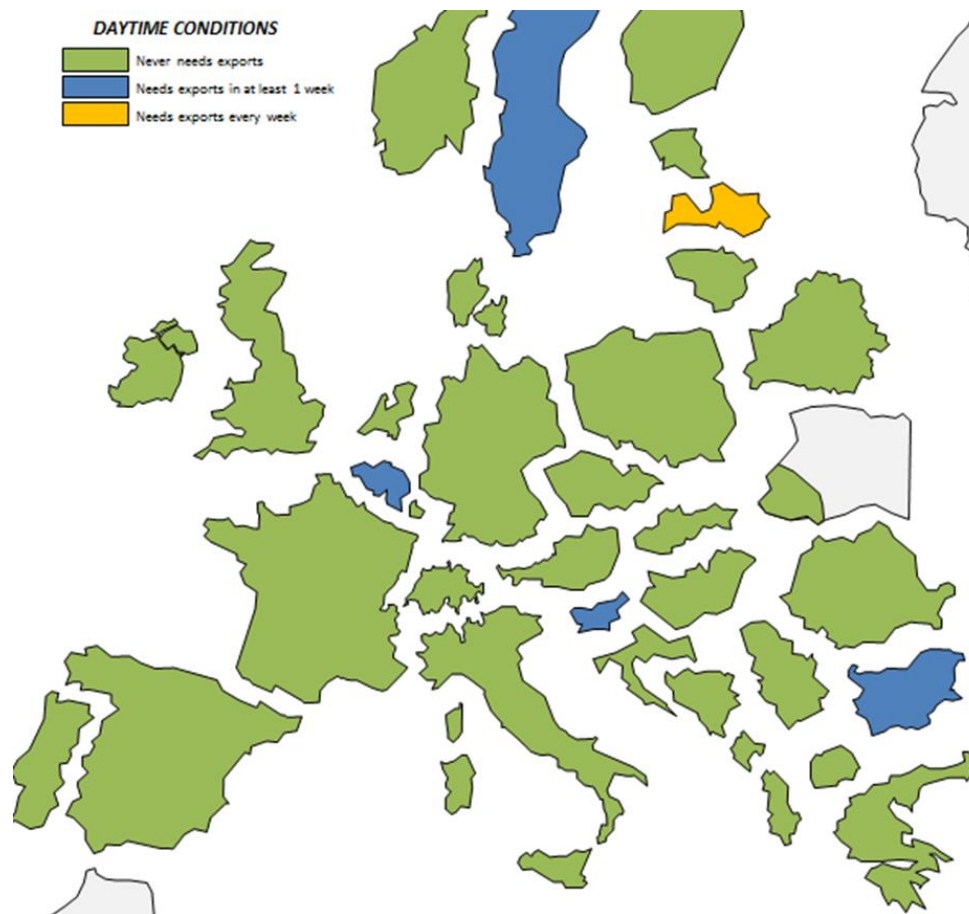 DAYTIME CONDITIONS
Never needs exports
Needs exports in at least 1 week
Needs exports every week